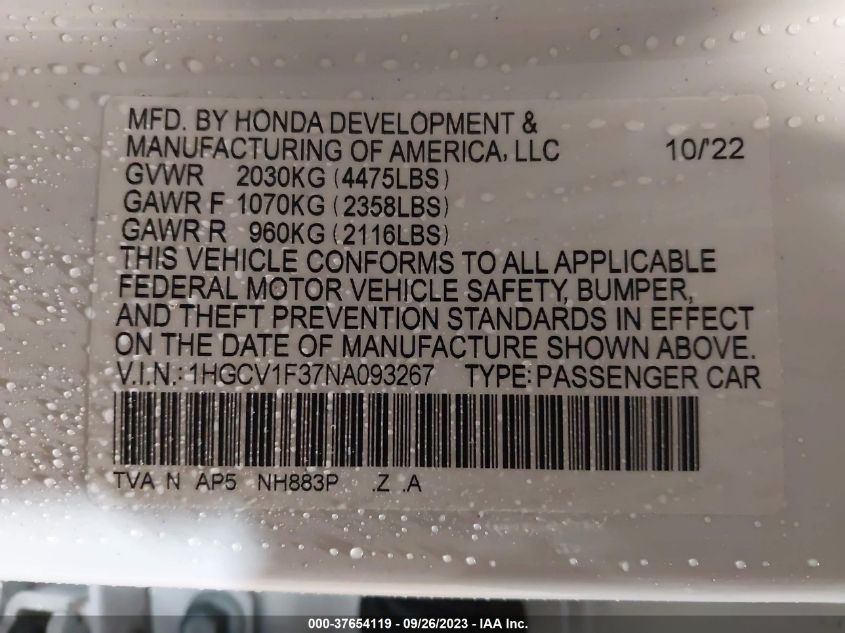 MFD. BY HONDA DEVELOPMENT &
MANUFACTURING OF AMERICA, LLC 10/'22
GVWR 2030KG (4475LBS)
GAWR F 1070KG (2358LBS)
GAWR R 960KG (2116LBS)
THIS VEHICLE CONFORMS TO ALL APPLICABLE
FEDERAL MOTOR VEHICLE SAFETY, BUMPER,
AND THEFT PREVENTION STANDARDS IN EFFECT
ON THE DATE OF MANUFACTURE SHOWN ABOVE.
V.I.N.: 1HGCV1F37NA093267 TYPE: PASSENGER CAR
TVA N AP5 NH883P .Z .A
000-37654119 - 09/26/2023 - IAA Inc.